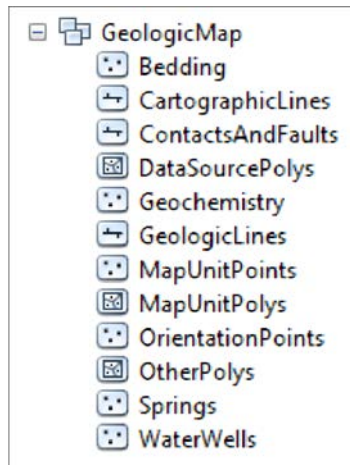 GeologicMap
Bedding
CartographicLines
ContactsAndFaults
DataSourcePolys
Geochemistry
GeologicLines
MapUnitPoints
MapUnitPolys
OrientationPoints
OtherPolys
Springs
WaterWells